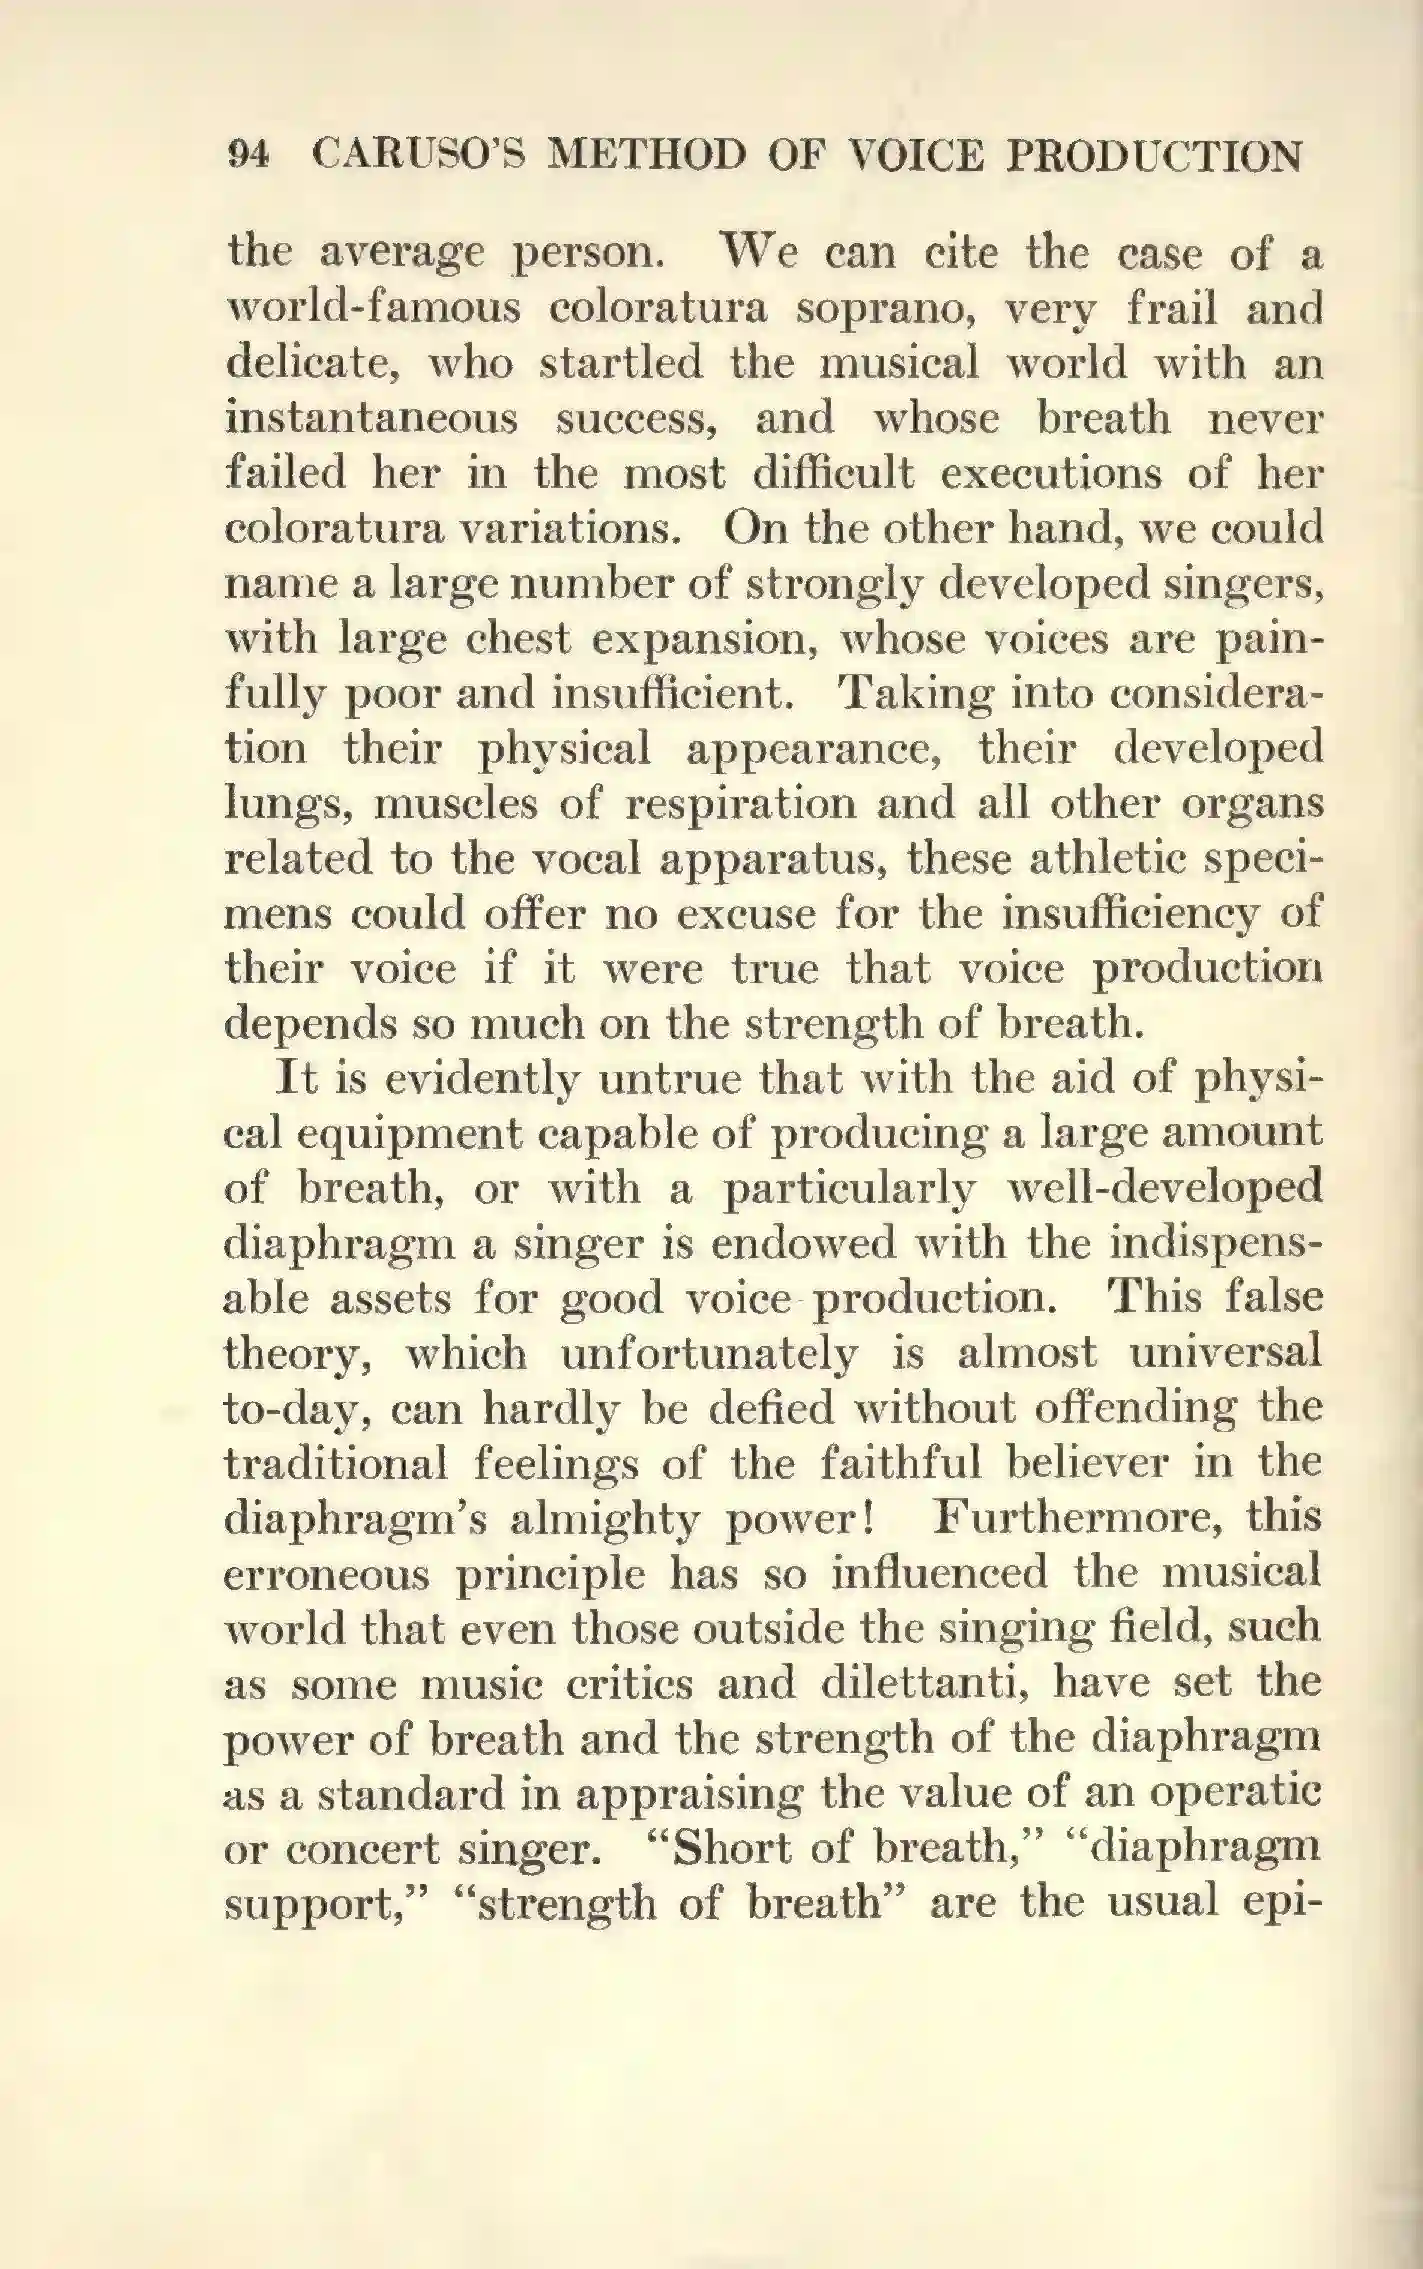 94 CARUSO'S METHOD OF VOICE PRODUCTION
the average person. We can cite the case of a
world-famous coloratura soprano, very frail and
delicate, who startled the musical world with an
instantaneous success, and whose breath never
failed her in the most difficult executions of her
coloratura variations. On the other hand, we could
name a large number of strongly developed singers,
with large chest expansion, whose voices are pain-
fully poor and insufficient. Taking into considera-
tion their physical appearance, their developed
lungs, muscles of respiration and all other organs
related to the vocal apparatus, these athletic speci-
mens could offer no excuse for the insufficiency of
their voice if it were true that voice production
depends so much on the strength of breath.
It is evidently untrue that with the aid of physi-
cal equipment capable of producing a large amount
of breath, or with a particularly well-developed
diaphragm a singer is endowed with the indispens-
able assets for good voice production. This false
theory, which unfortunately is almost universal
to-day, can hardly be defied without offending the
traditional feelings of the faithful believer in the
diaphragm's almighty power! Furthermore, this
erroneous principle has so influenced the musical
world that even those outside the singing field, such
as some music critics and dilettanti, have set the
power of breath and the strength of the diaphragm
as a standard in appraising the value of an operatic
or concert singer. “Short of breath,” “diaphragm
support,” “strength of breath” are the usual epi-